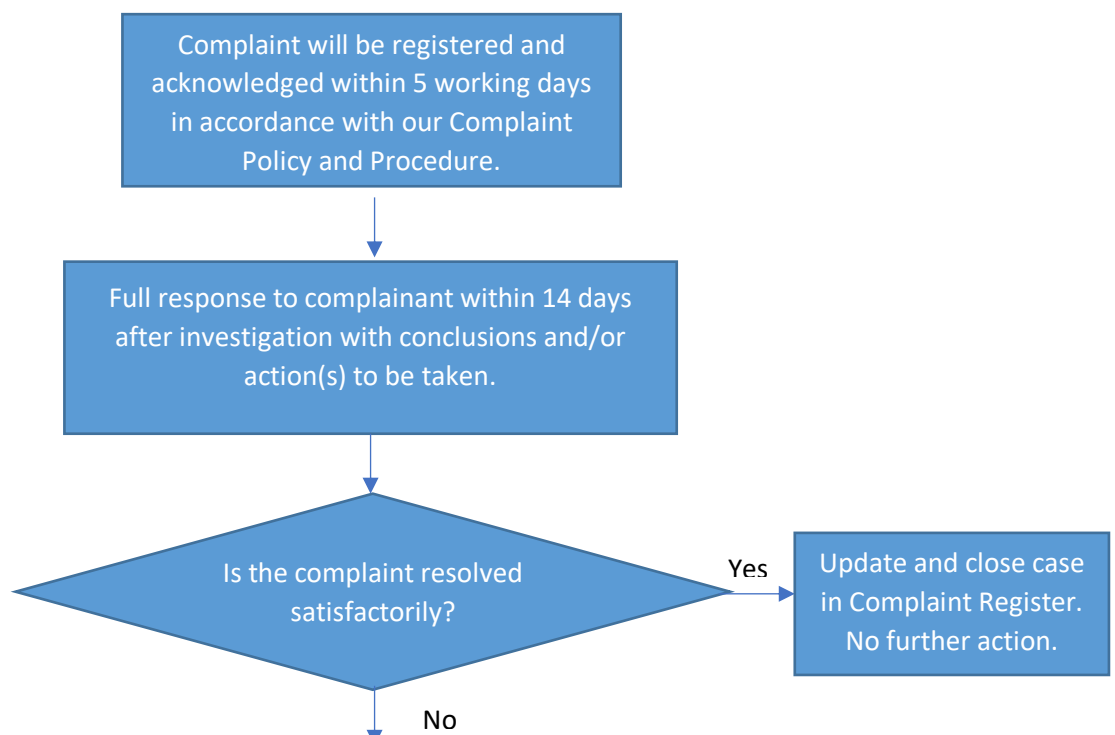 Complaint will be registered and
acknowledged within 5 working days
in accordance with our Complaint
Policy and Procedure.
Full response to complainant within 14 days
after investigation with conclusions and/or
action(s) to be taken.
Is the complaint resolved
satisfactorily?
Yes
Update and close case
in Complaint Register.
No further action.
No